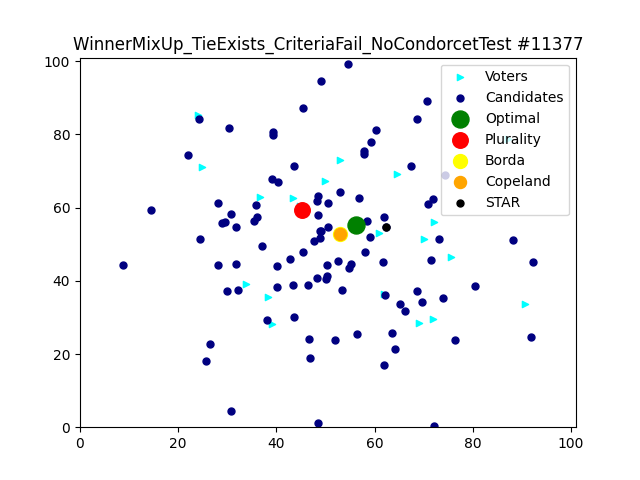 WinnerMixUp_TieExists_CriteriaFail_NoCondorcetTest #11377
100
80
60
40
20
0
0
20
40
60
80
100
Voters
Candidates
Optimal
Plurality
Borda
Copeland
STAR